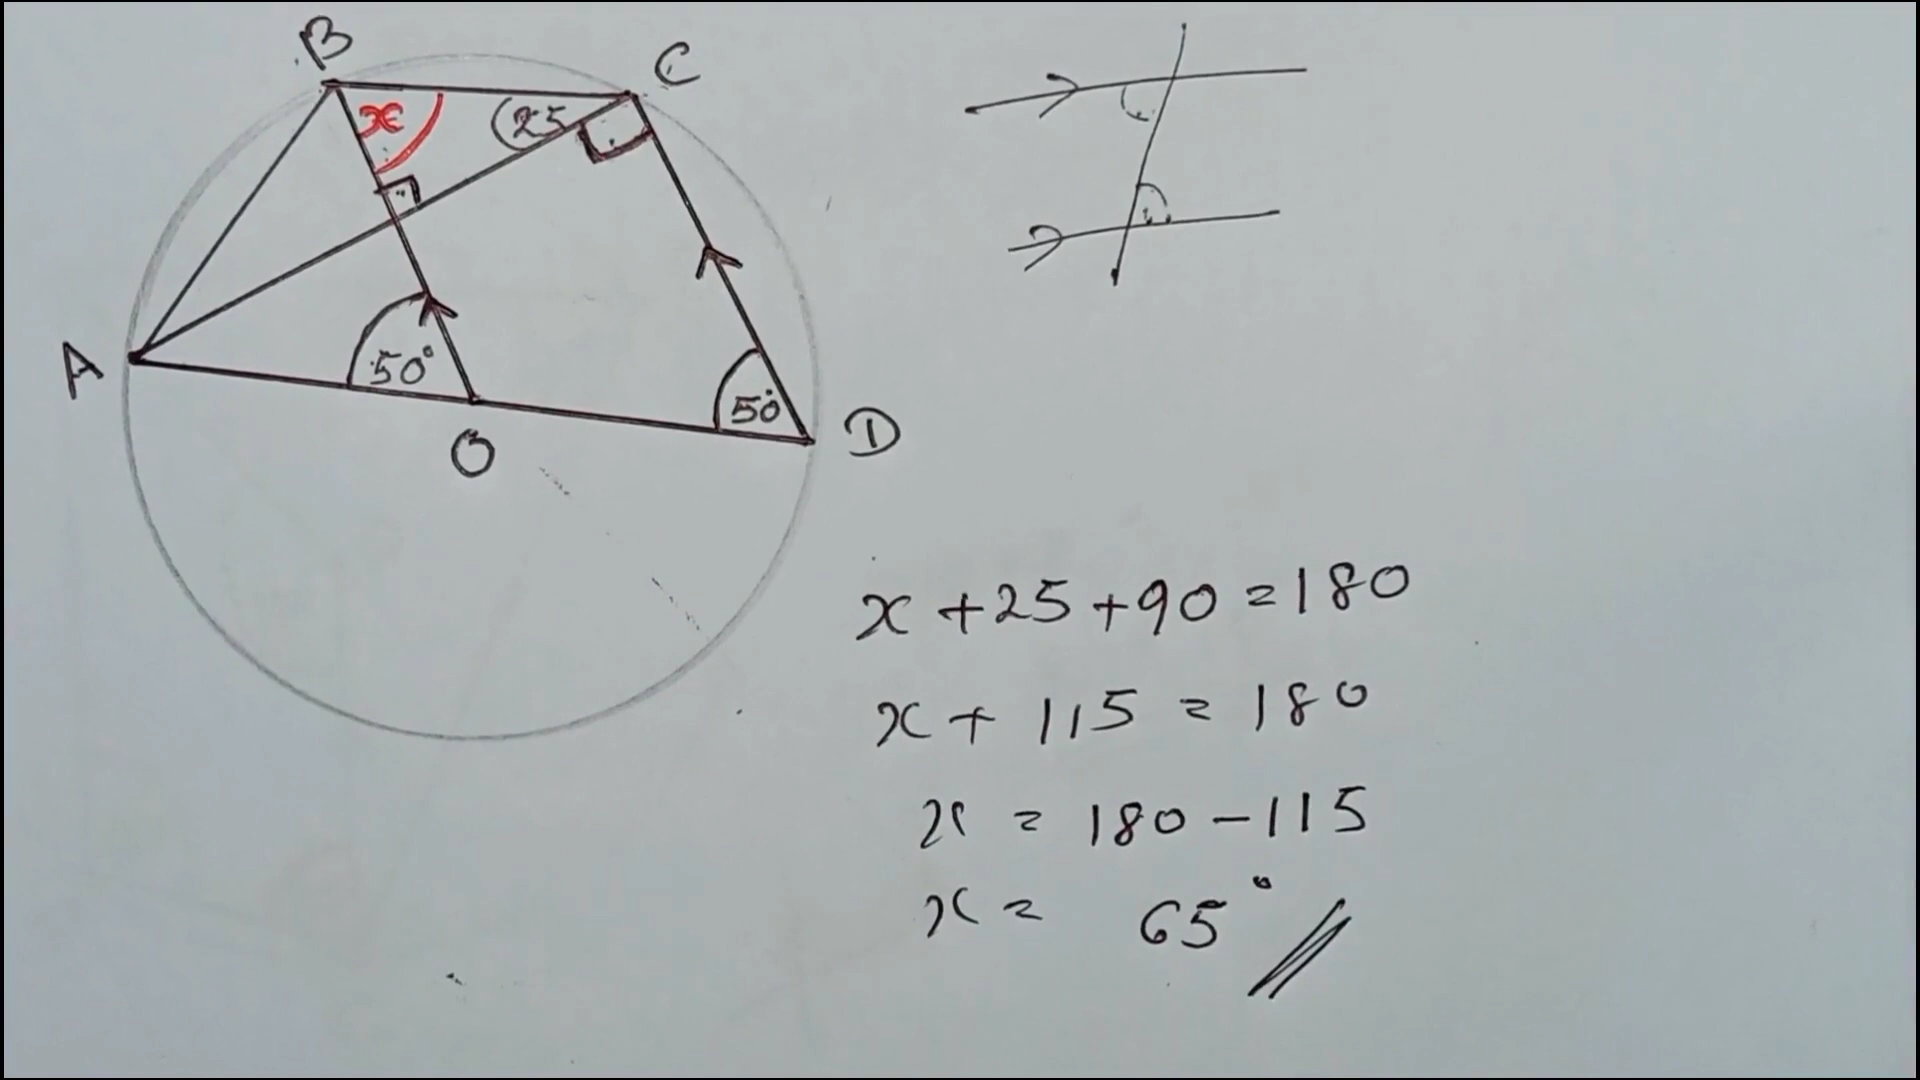 B
C
x
(25
A
50°
50°
O
D
x + 25 + 90 = 180
x + 115 = 180
x = 180 - 115
x = 65°